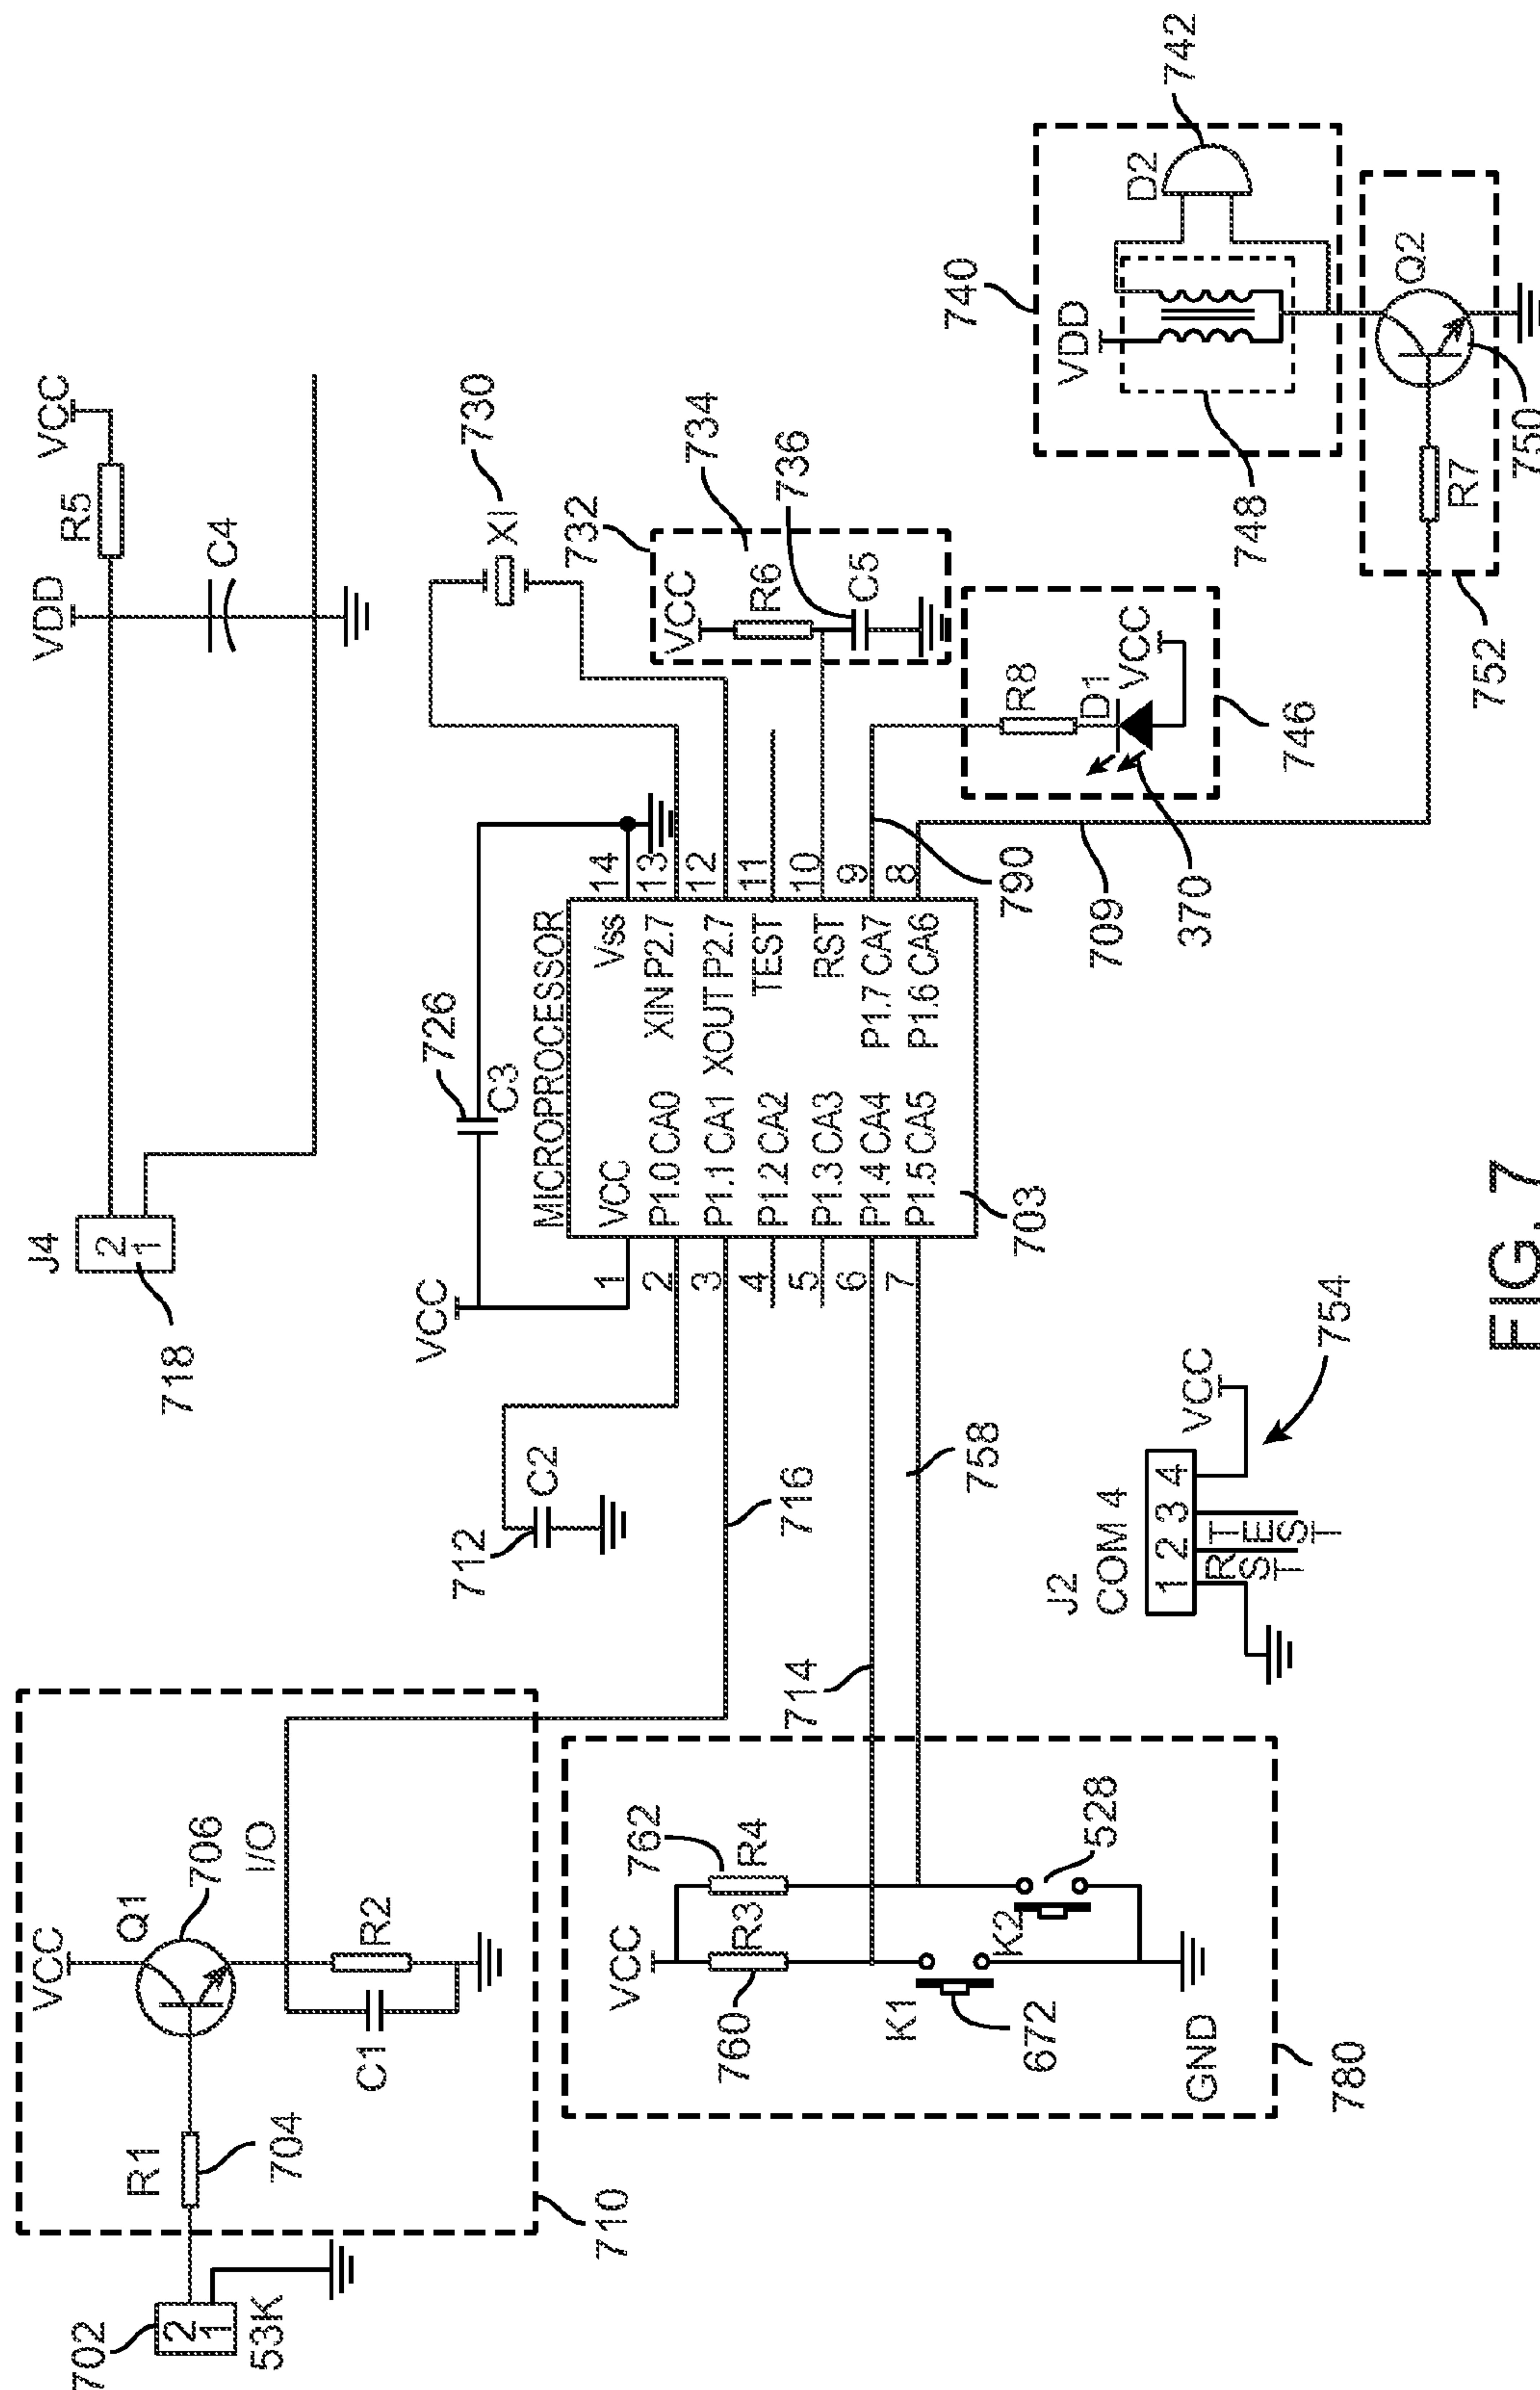 702
2
1
53K
R1
704
VCC
Q1
706
I/O
C1
R2
710
VCC
760
R3
762
R4
K1
672
K2
528
GND
780
714
758
716
712
C2
J4
2
1
718
VDD
R5
VCC
C4
VCC
726
C3
MICROPROCESSOR
1 VCC
2 P1.0 CA0
3 P1.1 CA1
4 P1.2 CA2
5 P1.3 CA3
6 P1.4 CA4
7 P1.5 CA5
Vss 14
XIN P2.7 13
XOUT P2.7 12
TEST 11
RST 10
P1.7 CA7 9
P1.6 CA6 8
703
XI
730
732
734
736
VCC
R6
C5
790
R8
D1
VCC
746
370
709
740
VDD
D2
742
748
R7
Q2
750
752
J2
COM 4
1 2 3 4
RST
TEST
VCC
754
FIG. 7